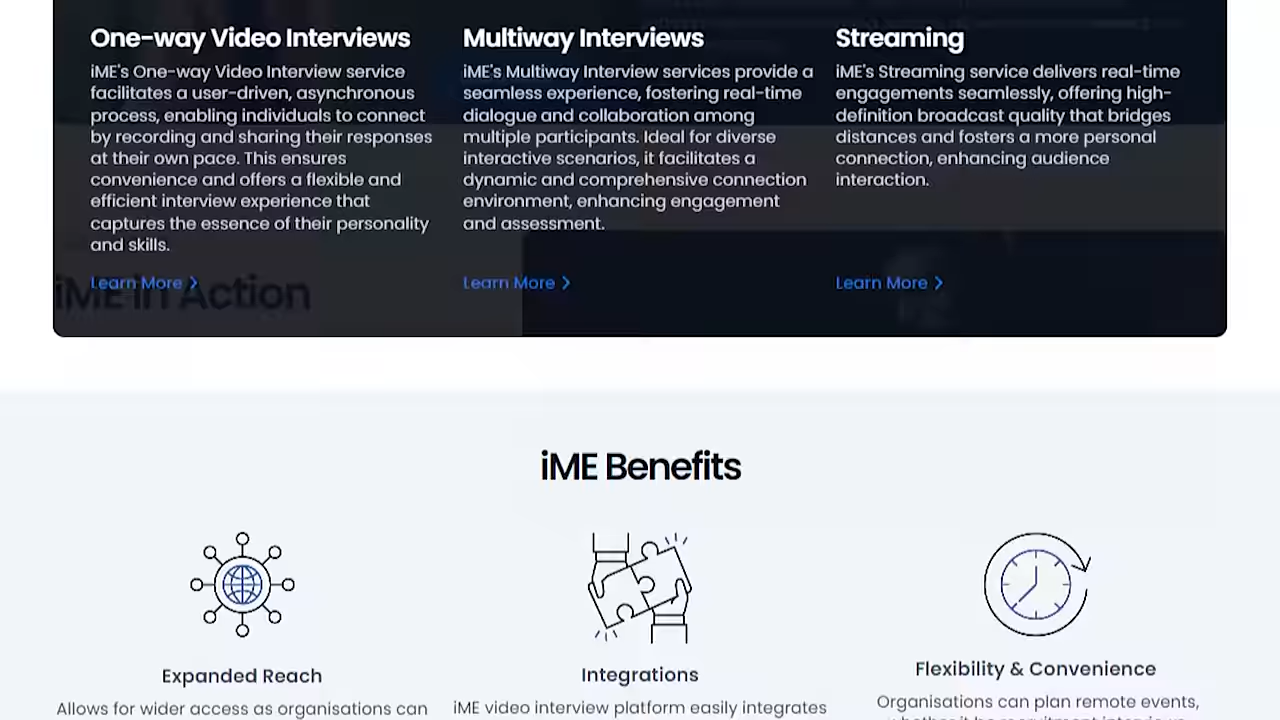 One-way Video Interviews
iME's One-way Video Interview service
facilitates a user-driven, asynchronous
process, enabling individuals to connect
by recording and sharing their responses
at their own pace. This ensures
convenience and offers a flexible and
efficient interview experience that
captures the essence of their personality
and skills.
Learn More
Multiway Interviews
iME's Multiway Interview services provide a
seamless experience, fostering real-time
dialogue and collaboration among
multiple participants. Ideal for diverse
interactive scenarios, it facilitates a
dynamic and comprehensive connection
environment, enhancing engagement
and assessment.
Learn More
Streaming
iME's Streaming service delivers real-time
engagements seamlessly, offering high-
definition broadcast quality that bridges
distances and fosters a more personal
connection, enhancing audience
interaction.
Learn More
iME in Action
iME Benefits
Expanded Reach
Allows for wider access as organisations can
Integrations
iME video interview platform easily integrates
Flexibility & Convenience
Organisations can plan remote events,